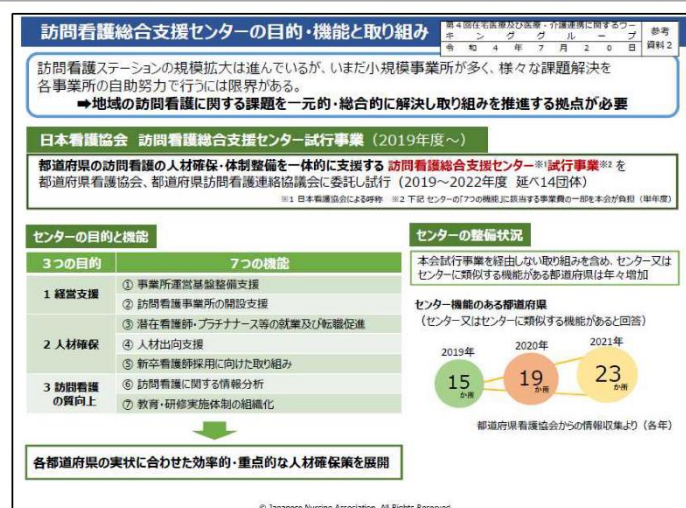 訪問看護総合支援センターの目的・機能と取り組み
第4回在宅医療及び医療・介護連携に関するワー
キンググループ
令和4年7月20日
参考
資料2
訪問看護ステーションの規模拡大は進んでいるが、いまだ小規模事業所が多く、様々な課題解決を
各事業所の自助努力で行うには限界がある。
➡地域の訪問看護に関する課題を一元的・総合的に解決し取り組みを推進する拠点が必要
日本看護協会 訪問看護総合支援センター試行事業（2019年度～）
都道府県の訪問看護の人材確保・体制整備を一体的に支援する 訪問看護総合支援センター※1試行事業※2 を
都道府県看護協会、都道府県訪問看護連絡協議会に委託し試行（2019～2022年度 延べ14団体）
※1 日本看護協会による呼称 ※2 下記 センターの「7つの機能」に該当する事業費の一部を本会が負担（単年度）
センターの目的と機能
3つの目的 7つの機能
1 経営支援
① 事業所運営基盤整備支援
② 訪問看護事業所の開設支援
2 人材確保
③ 潜在看護師・プラチナナース等の就業及び転職促進
④ 人材出向支援
⑤ 新卒看護師採用に向けた取り組み
3 訪問看護
の質向上
⑥ 訪問看護に関する情報分析
⑦ 教育・研修実施体制の組織化
各都道府県の実状に合わせた効率的・重点的な人材確保策を展開
センターの整備状況
本会試行事業を経由しない取り組みを含め、センター又は
センターに類似する機能がある都道府県は年々増加
センター機能のある都道府県
（センター又はセンターに類似する機能があると回答）
2019年
15
か所
2020年
19
か所
2021年
23
か所
都道府県看護協会からの情報収集より（各年）
© Japanese Nursing Association, All Rights Reserved